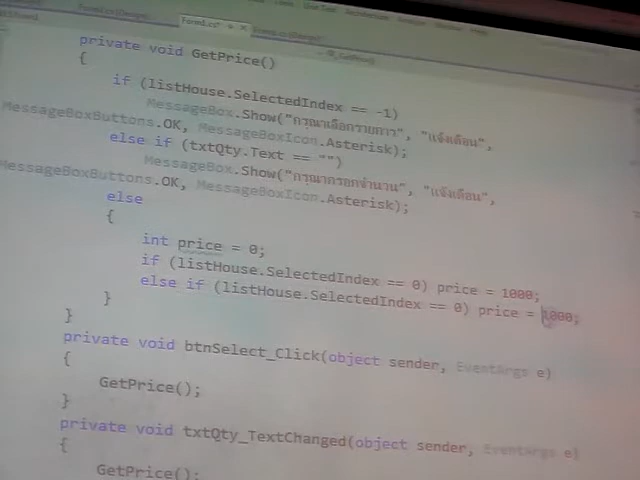 Form1.cs*
private void GetPrice()
{
if (listHouse.SelectedIndex == -1)
MessageBox.Show("กรุณาเลือกรายการ", "แจ้งเตือน",
MessageBoxButtons.OK, MessageBoxIcon.Asterisk);
else if (txtQty.Text == "")
MessageBox.Show("กรุณากรอกจำนวน", "แจ้งเตือน",
MessageBoxButtons.OK, MessageBoxIcon.Asterisk);
else
{
int price = 0;
if (listHouse.SelectedIndex == 0) price = 1000;
else if (listHouse.SelectedIndex == 0) price = 1000;
}
}
private void btnSelect_Click(object sender, EventArgs e)
{
GetPrice();
}
private void txtQty_TextChanged(object sender, EventArgs e)
{
GetPrice();